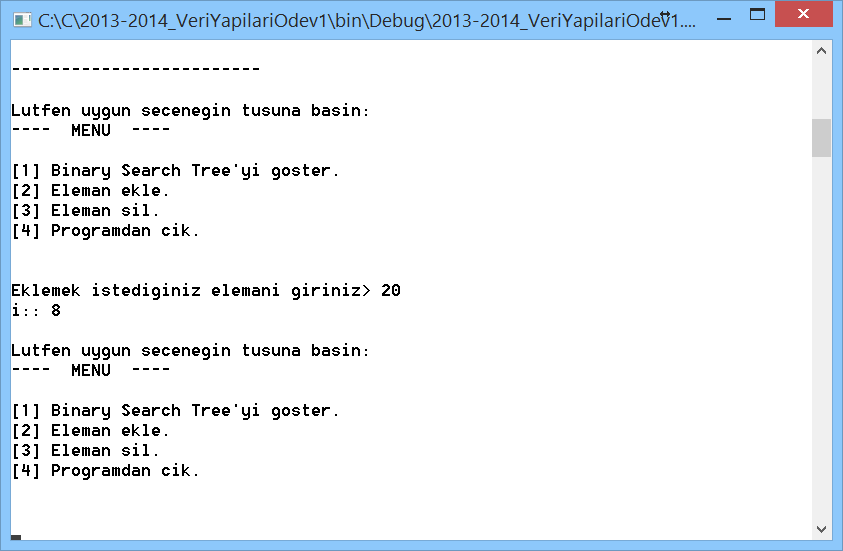 C:\C\2013-2014_VeriYapilariOdev1\bin\Debug\2013-2014_VeriYapilariOdev1....
-------------------------
Lutfen uygun secenegin tusuna basin:
----  MENU  ----
[1] Binary Search Tree'yi goster.
[2] Eleman ekle.
[3] Eleman sil.
[4] Programdan cik.
Eklemek istediginiz elemani giriniz> 20
i:: 8
Lutfen uygun secenegin tusuna basin:
----  MENU  ----
[1] Binary Search Tree'yi goster.
[2] Eleman ekle.
[3] Eleman sil.
[4] Programdan cik.